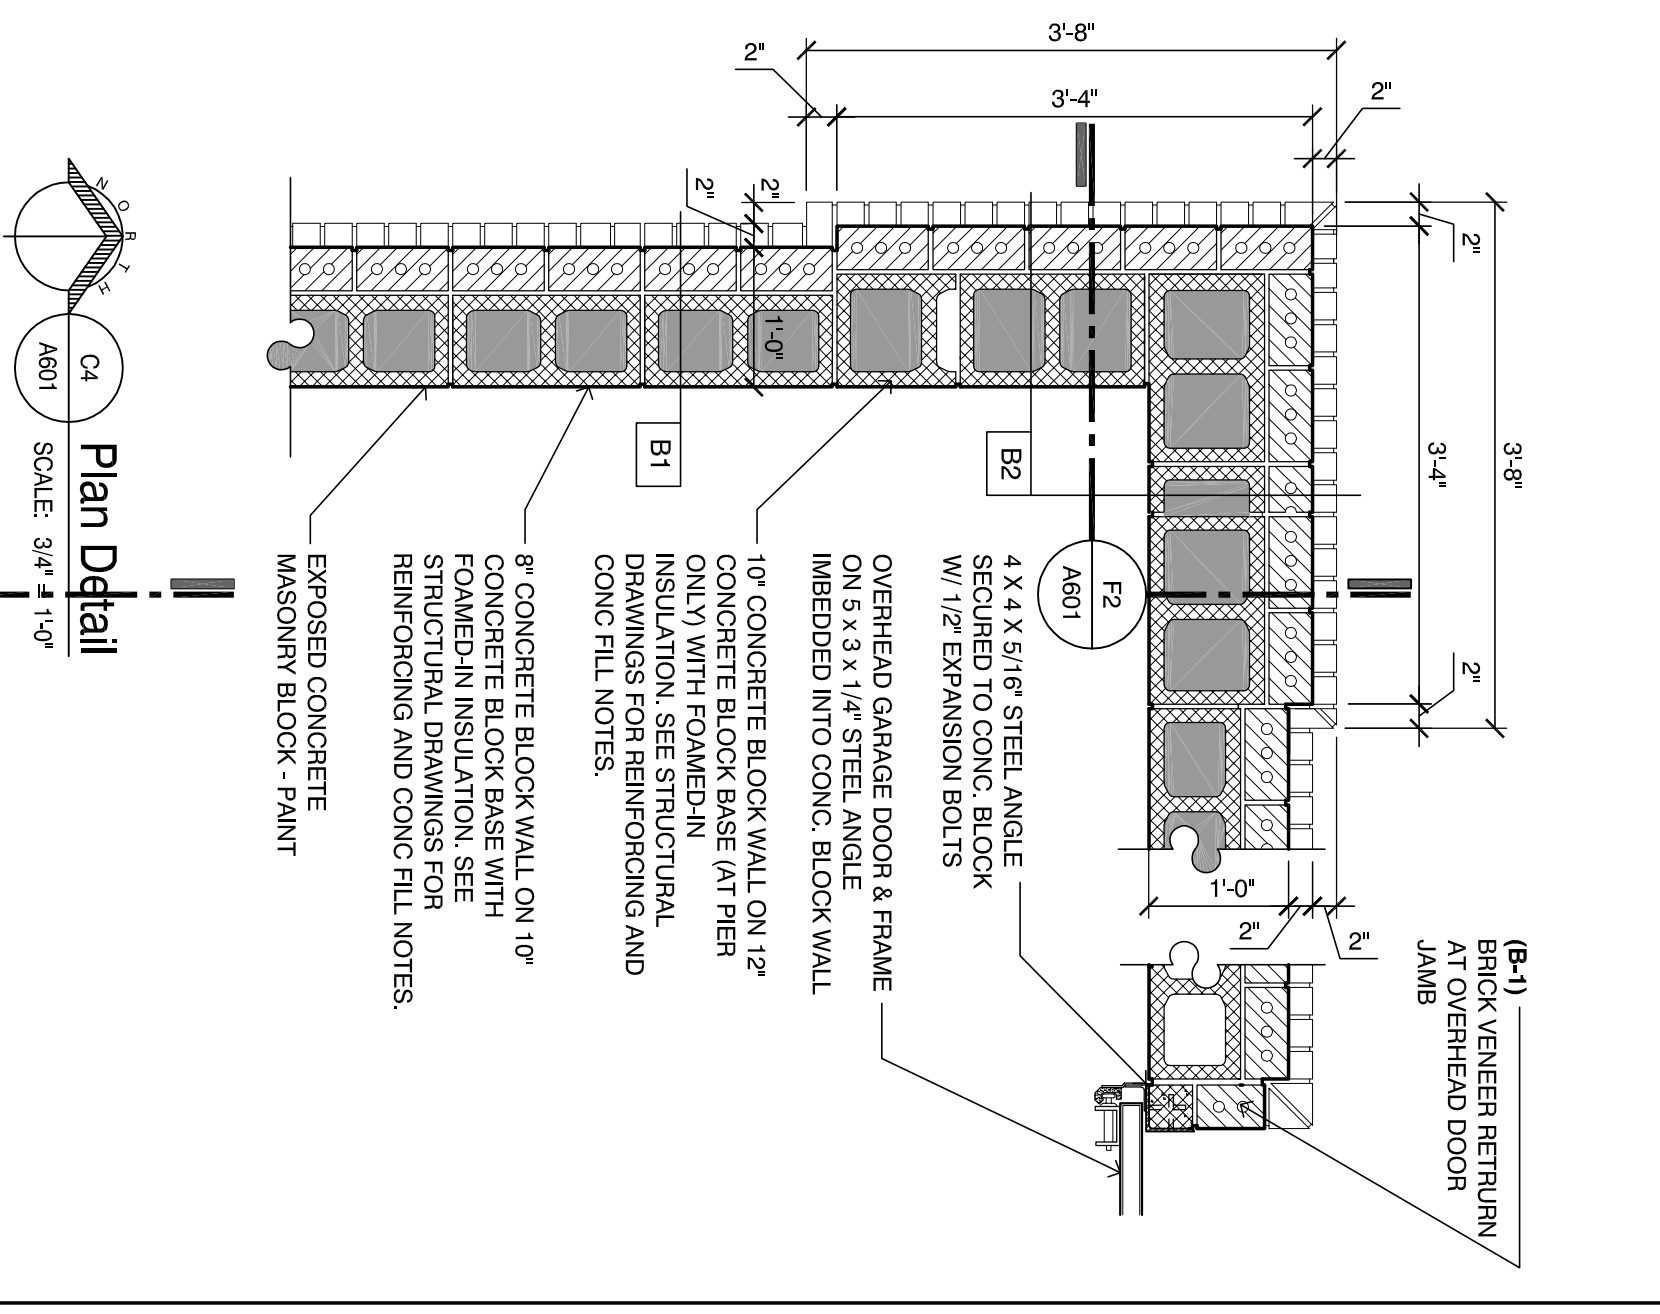 3'-8"
2"
3'-4"
2"
2"
2"
1'-0"
2"
3'-4"
3'-8"
2"
B1
B2
F2
A601
1'-0"
2"
2"
(B-1)
BRICK VENEER RETRURN
AT OVERHEAD DOOR
JAMB
4 X 4 X 5/16" STEEL ANGLE
SECURED TO CONC. BLOCK
W/ 1/2" EXPANSION BOLTS
OVERHEAD GARAGE DOOR & FRAME
ON 5 x 3 x 1/4" STEEL ANGLE
IMBEDDED INTO CONC. BLOCK WALL
10" CONCRETE BLOCK WALL ON 12"
CONCRETE BLOCK BASE (AT PIER
ONLY) WITH FOAMED-IN
INSULATION. SEE STRUCTURAL
DRAWINGS FOR REINFORCING AND
CONC FILL NOTES.
8" CONCRETE BLOCK WALL ON 10"
CONCRETE BLOCK BASE WITH
FOAMED-IN INSULATION. SEE
STRUCTURAL DRAWINGS FOR
REINFORCING AND CONC FILL NOTES.
EXPOSED CONCRETE
MASONRY BLOCK - PAINT
NORTH
C4
A601
Plan Detail
SCALE: 3/4" = 1'-0"